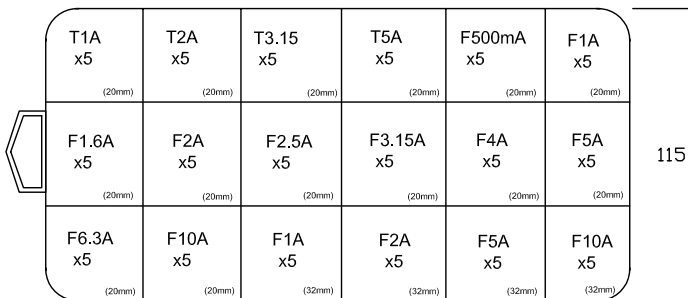 T1A
x5
(20mm)
T2A
x5
(20mm)
T3.15
x5
(20mm)
T5A
x5
(20mm)
F500mA
x5
(20mm)
F1A
x5
(20mm)
F1.6A
x5
(20mm)
F2A
x5
(20mm)
F2.5A
x5
(20mm)
F3.15A
x5
(20mm)
F4A
x5
(20mm)
F5A
x5
(20mm)
115
F6.3A
x5
(20mm)
F10A
x5
(20mm)
F1A
x5
(32mm)
F2A
x5
(32mm)
F5A
x5
(32mm)
F10A
x5
(32mm)